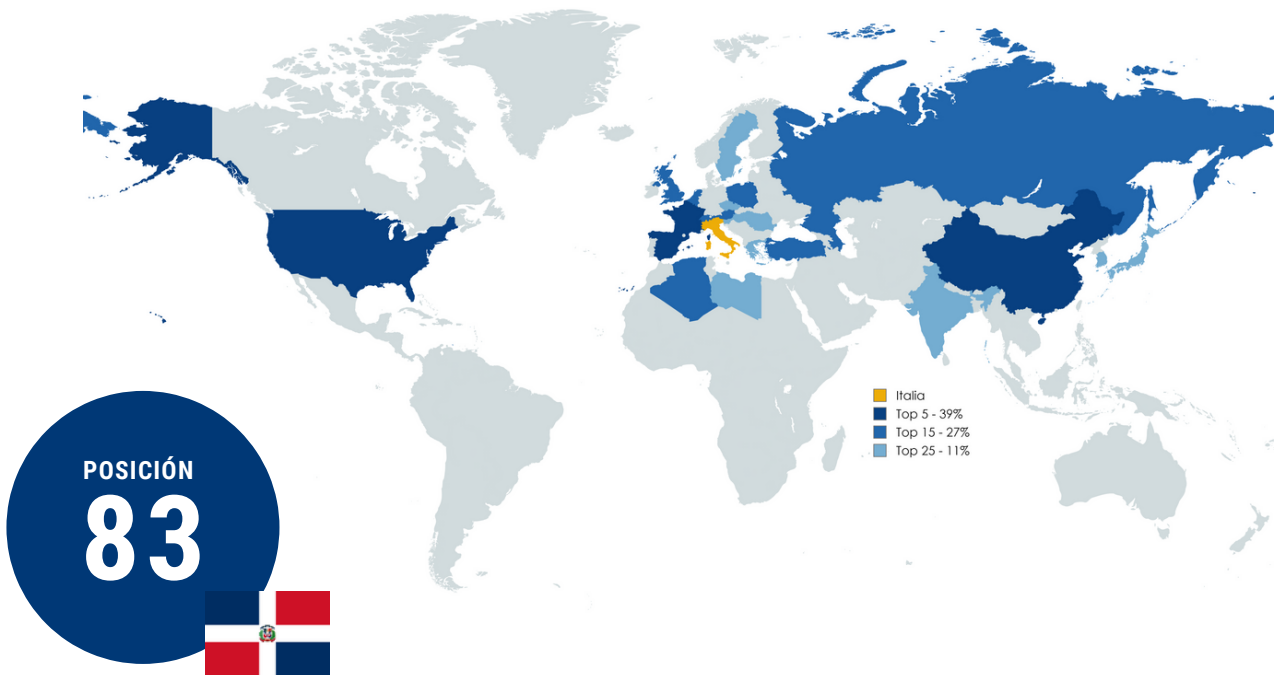 Italia
Top 5 - 39%
Top 15 - 27%
Top 25 - 11%
POSICIÓN
83